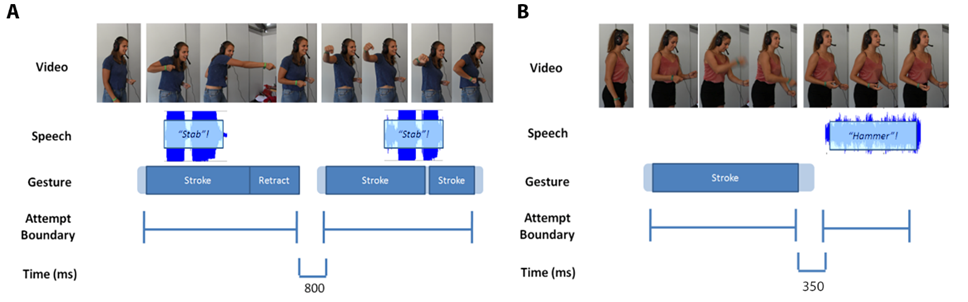 A
Video
Speech
"Stab"!
"Stab"!
Gesture
Stroke
Retract
Stroke
Stroke
Attempt
Boundary
Time (ms)
800
B
Video
Speech
"Hammer"!
Gesture
Stroke
Attempt
Boundary
Time (ms)
350